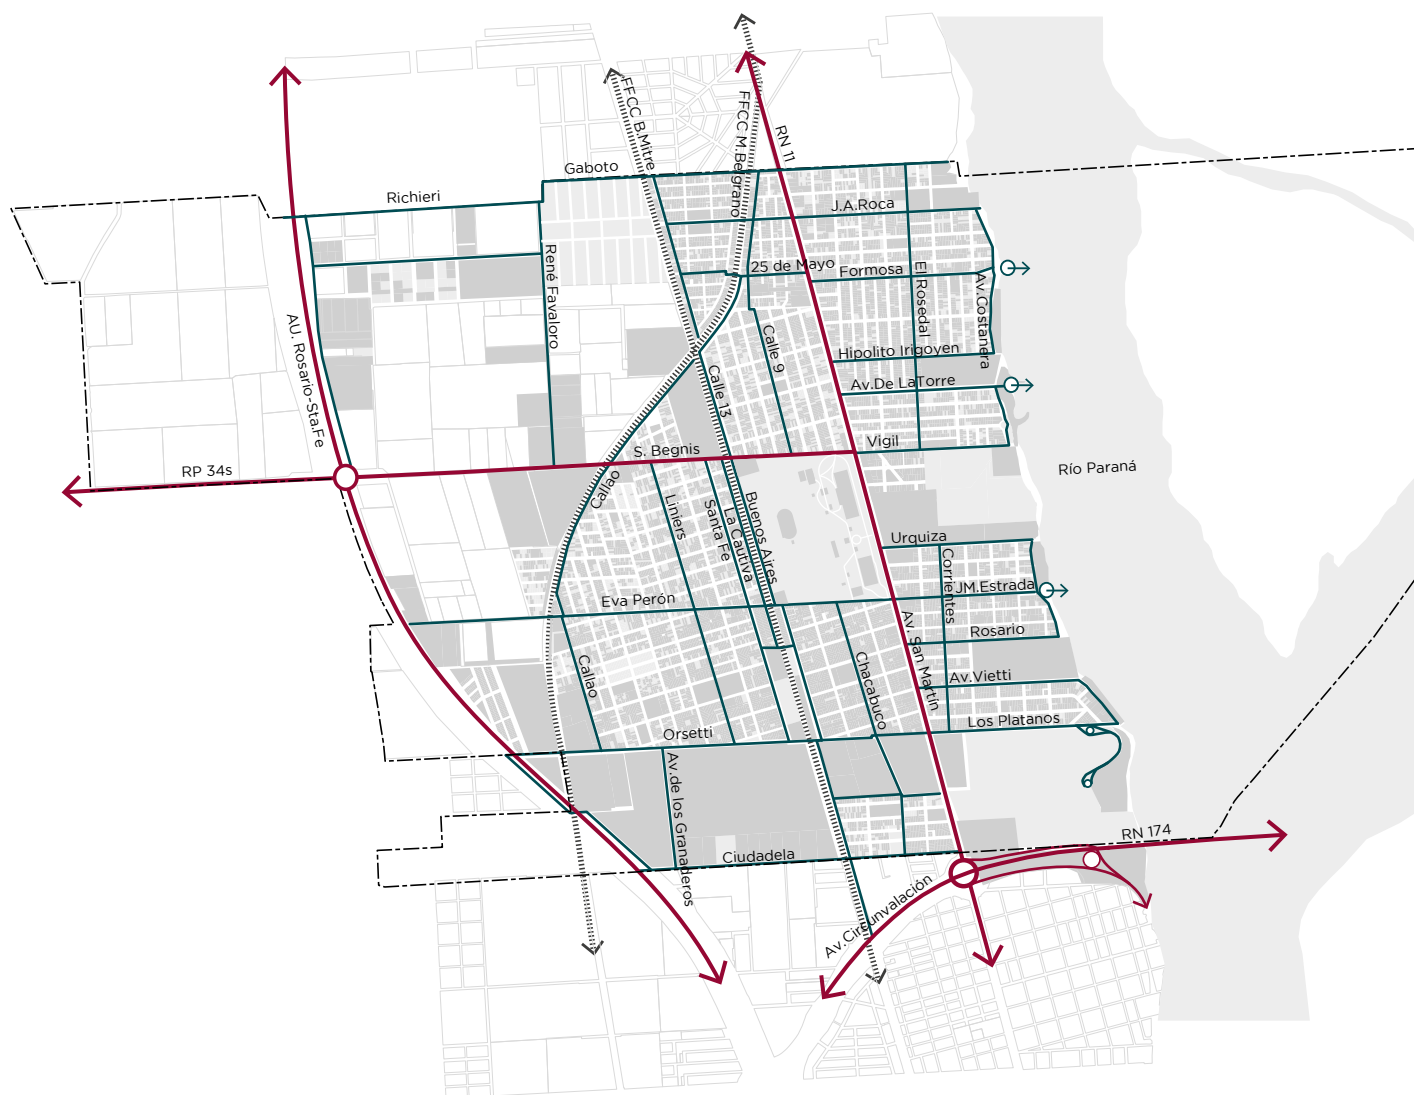 FFCC B.Mitre
FFCC M.Belgrano
RN 11
Gaboto
Richieri
J.A.Roca
25 de Mayo
Formosa
El Rosedal
Av.Costanera
René Favaloro
AU. Rosario-Sta.Fe
Calle 9
Hipolito Irigoyen
Calle 13
Av.De LaTorre
Vigil
S. Begnis
RP 34s
Río Paraná
Callao
Liniers
Santa Fe
La Cautiva
Buenos Aires
Urquiza
Corrientes
JM.Estrada
Eva Perón
Av. San Martín
Rosario
Callao
Chacabuco
Av.Vietti
Los Platanos
Orsetti
Av.de los Granaderos
RN 174
Ciudadela
Av.Circunvalación